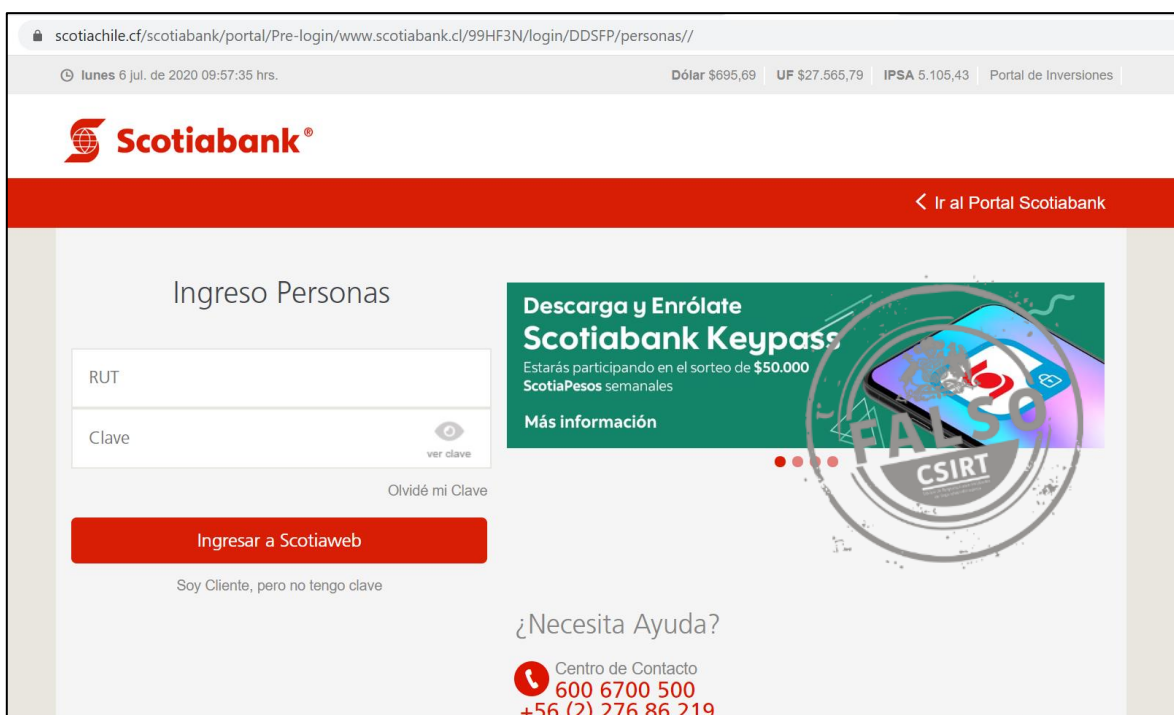 scotiachile.cf/scotiabank/portal/Pre-login/www.scotiabank.cl/99HF3N/login/DDSFP/personas//
lunes 6 jul. de 2020 09:57:35 hrs.
Dólar $695,69 UF $27.565,79 IPSA 5.105,43 Portal de Inversiones
Scotiabank®
Ir al Portal Scotiabank
Ingreso Personas
RUT
Clave
ver clave
Olvidé mi Clave
Ingresar a Scotiaweb
Soy Cliente, pero no tengo clave
Descarga y Enrólate
Scotiabank Keypass
Estarás participando en el sorteo de $50.000
ScotiaPesos semanales
Más información
FALSO
CSIRT
¿Necesita Ayuda?
Centro de Contacto
600 6700 500
+56 (2) 276 86 219